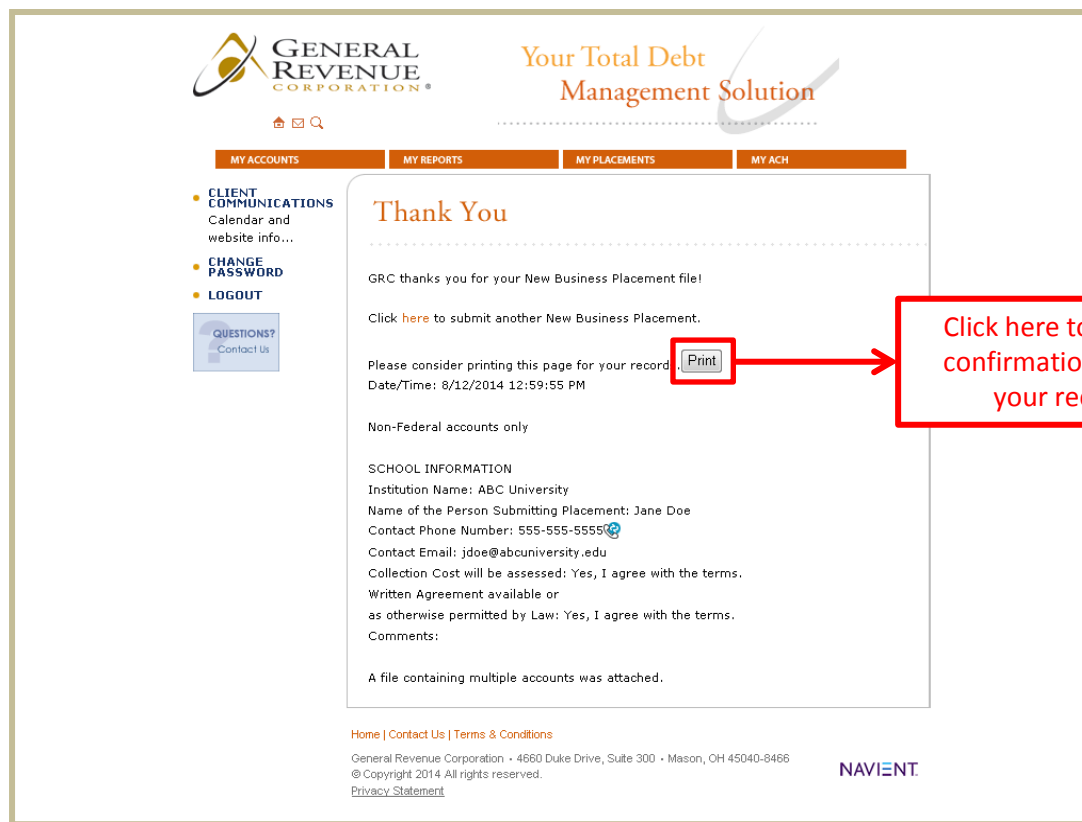 GENERAL
REVENUE
CORPORATION®
Your Total Debt
Management Solution
MY ACCOUNTS
MY REPORTS
MY PLACEMENTS
MY ACH
CLIENT
COMMUNICATIONS
Calendar and
website info...
CHANGE
PASSWORD
LOGOUT
QUESTIONS?
Contact Us
Thank You
GRC thanks you for your New Business Placement file!
Click here to submit another New Business Placement.
Please consider printing this page for your record . Print
Date/Time: 8/12/2014 12:59:55 PM
Non-Federal accounts only
SCHOOL INFORMATION
Institution Name: ABC University
Name of the Person Submitting Placement: Jane Doe
Contact Phone Number: 555-555-5555
Contact Email: jdoe@abcuniversity.edu
Collection Cost will be assessed: Yes, I agree with the terms.
Written Agreement available or
as otherwise permitted by Law: Yes, I agree with the terms.
Comments:
A file containing multiple accounts was attached.
Click here to
confirmatio
your re
Home | Contact Us | Terms & Conditions
General Revenue Corporation • 4660 Duke Drive, Suite 300 • Mason, OH 45040-8466
© Copyright 2014 All rights reserved.
Privacy Statement
NAVIENT.